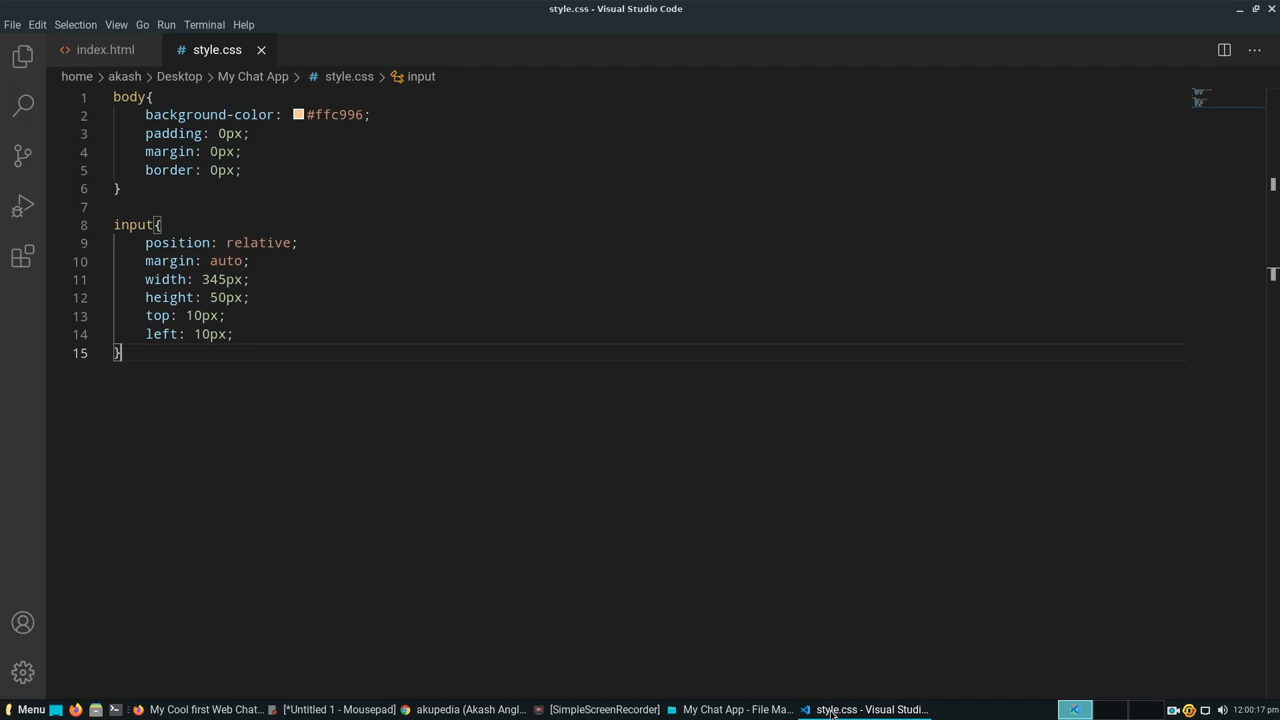 style.css - Visual Studio Code
File Edit Selection View Go Run Terminal Help
<> index.html # style.css
home > akash > Desktop > My Chat App > # style.css > input
1 body{
2 background-color: #ffc996;
3 padding: 0px;
4 margin: 0px;
5 border: 0px;
6 }
7
8 input{
9 position: relative;
10 margin: auto;
11 width: 345px;
12 height: 50px;
13 top: 10px;
14 left: 10px;
15 }
Menu My Cool first Web Chat... [*Untitled 1 - Mousepad] akupedia (Akash Angl... [SimpleScreenRecorder] My Chat App - File Ma... style.css - Visual Studi... 12:00:17 pm